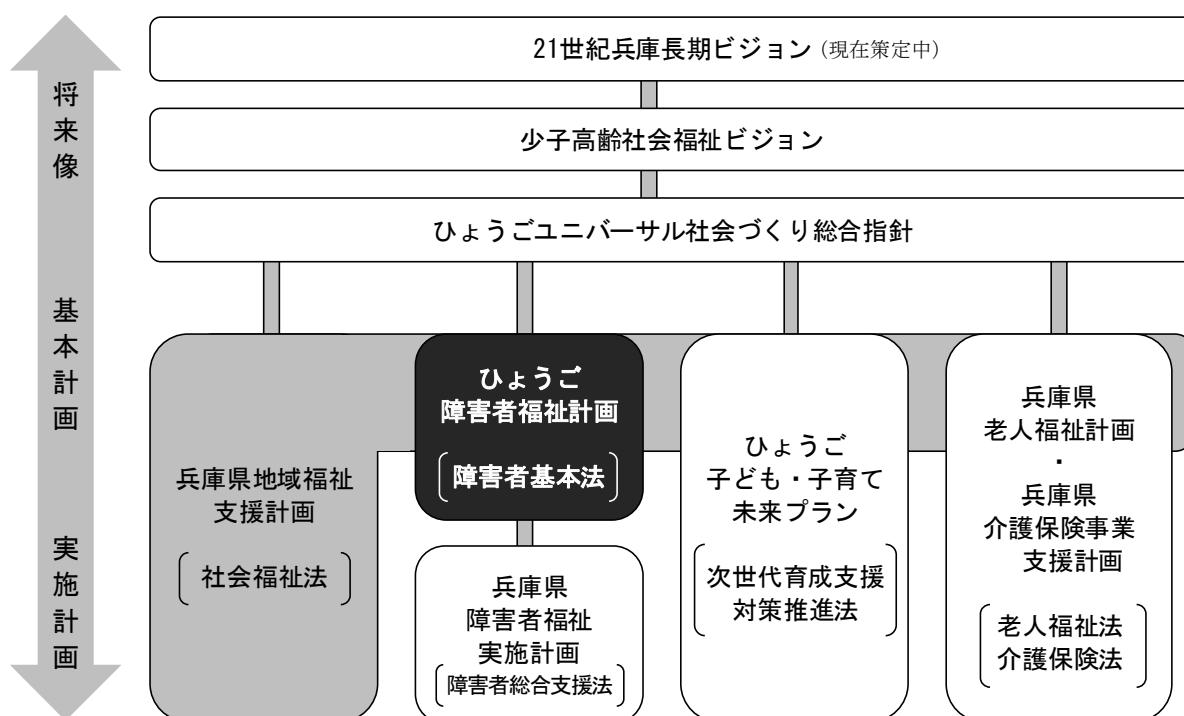 21世紀兵庫長期ビジョン（現在策定中）
少子高齢社会福祉ビジョン
ひょうごユニバーサル社会づくり総合指針
将来像
基本計画
実施計画
兵庫県地域福祉
支援計画
社会福祉法
ひょうご
障害者福祉計画
障害者基本法
兵庫県
障害者福祉
実施計画
障害者総合支援法
ひょうご
子ども・子育て
未来プラン
次世代育成支援
対策推進法
兵庫県
老人福祉計画
・
兵庫県
介護保険事業
支援計画
老人福祉法
介護保険法